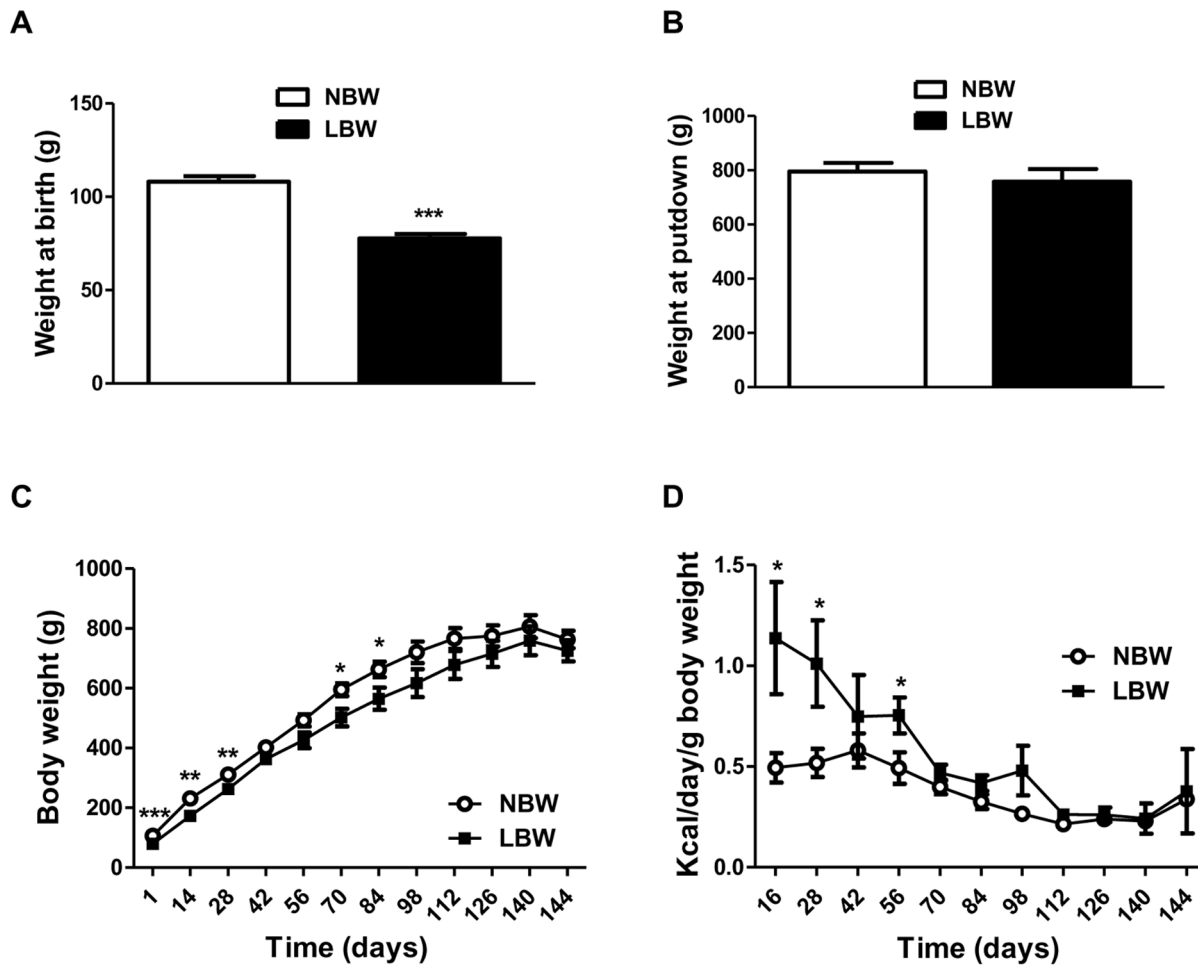 A
NBW
LBW
Weight at birth (g)
150
100
50
0
***
B
NBW
LBW
Weight at putdown (g)
1000
800
600
400
200
0
C
Body weight (g)
1000
800
600
400
200
0
***
**
**
*
*
NBW
LBW
1 14 28 42 56 70 84 98 112 126 140 144
Time (days)
D
Kcal/day/g body weight
1.5
1.0
0.5
0.0
*
*
*
NBW
LBW
16 28 42 56 70 84 98 112 126 140 144
Time (days)